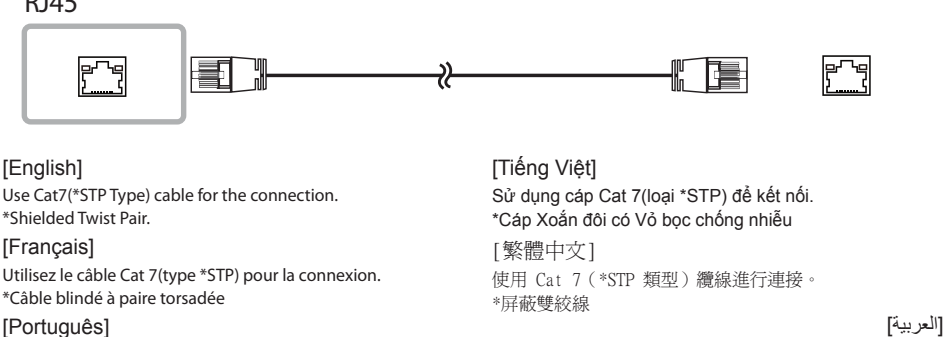 RJ45
[English]
Use Cat7(*STP Type) cable for the connection.
*Shielded Twist Pair.
[Français]
Utilisez le câble Cat 7(type *STP) pour la connexion.
*Câble blindé à paire torsadée
[Português]
[Tiếng Việt]
Sử dụng cáp Cat 7(loại *STP) để kết nối.
*Cáp Xoắn đôi có Vỏ bọc chống nhiễu
[繁體中文]
使用 Cat 7（*STP 類型）纜線進行連接。
*屏蔽雙絞線
[العربية]